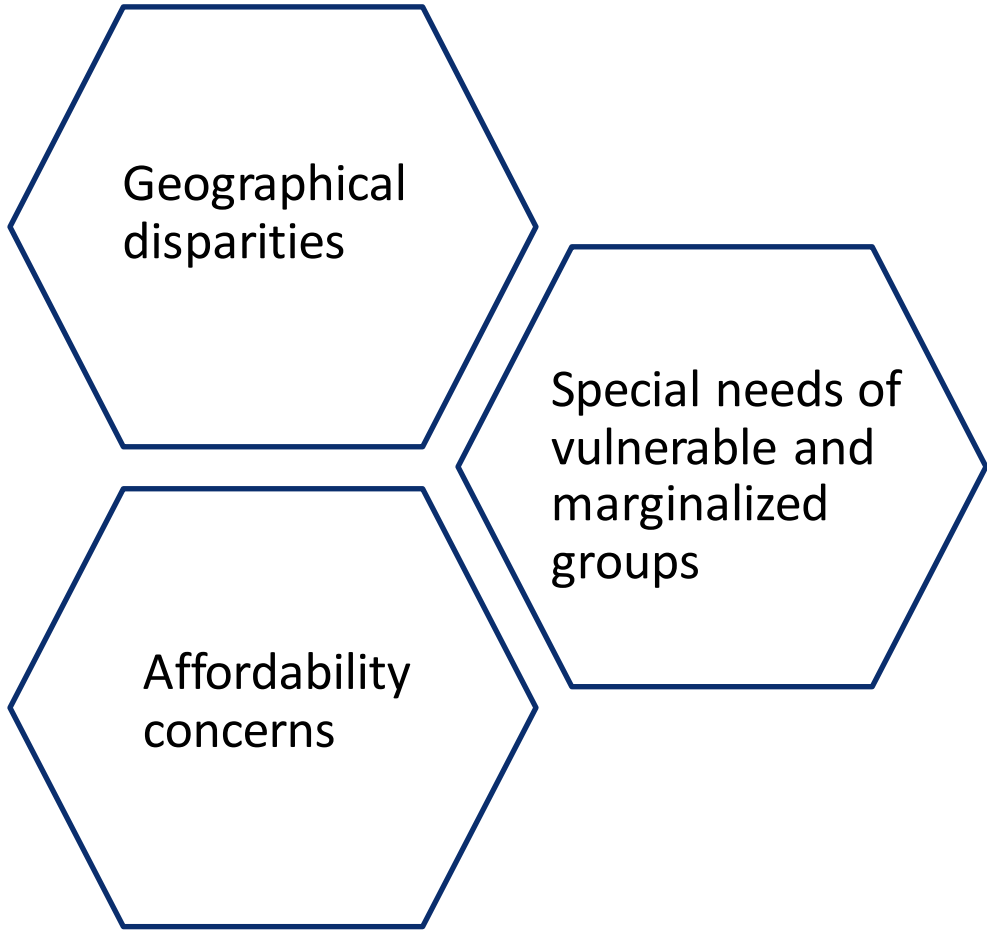 Geographical
disparities
Special needs of
vulnerable and
marginalized
groups
Affordability
concerns